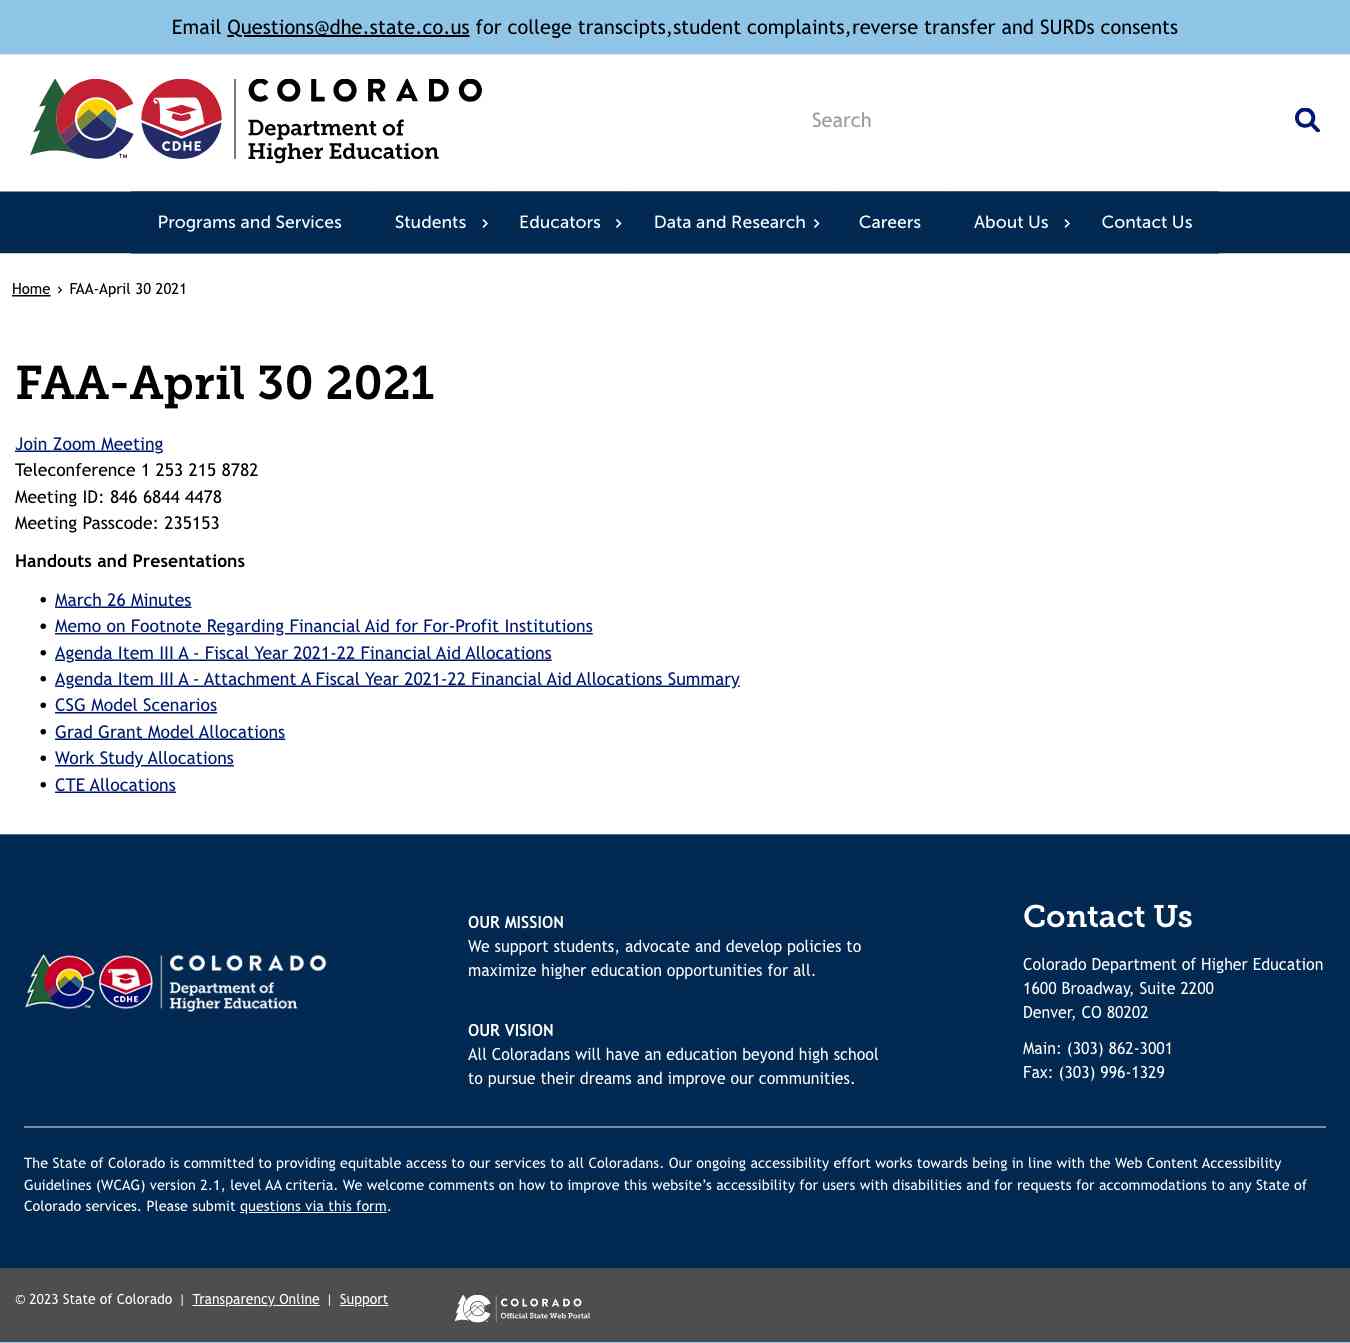 Email Questions@dhe.state.co.us for college transcipts,student complaints,reverse transfer and SURDs consents
COLORADO
Department of
Higher Education
CDHE
TM
Search
Programs and Services Students Educators Data and Research Careers About Us Contact Us
Home › FAA-April 30 2021
FAA-April 30 2021
Join Zoom Meeting
Teleconference 1 253 215 8782
Meeting ID: 846 6844 4478
Meeting Passcode: 235153
Handouts and Presentations
• March 26 Minutes
• Memo on Footnote Regarding Financial Aid for For-Profit Institutions
• Agenda Item III A - Fiscal Year 2021-22 Financial Aid Allocations
• Agenda Item III A - Attachment A Fiscal Year 2021-22 Financial Aid Allocations Summary
• CSG Model Scenarios
• Grad Grant Model Allocations
• Work Study Allocations
• CTE Allocations
COLORADO
Department of
Higher Education
CDHE
OUR MISSION
We support students, advocate and develop policies to
maximize higher education opportunities for all.
OUR VISION
All Coloradans will have an education beyond high school
to pursue their dreams and improve our communities.
Contact Us
Colorado Department of Higher Education
1600 Broadway, Suite 2200
Denver, CO 80202
Main: (303) 862-3001
Fax: (303) 996-1329
The State of Colorado is committed to providing equitable access to our services to all Coloradans. Our ongoing accessibility effort works towards being in line with the Web Content Accessibility
Guidelines (WCAG) version 2.1, level AA criteria. We welcome comments on how to improve this website's accessibility for users with disabilities and for requests for accommodations to any State of
Colorado services. Please submit questions via this form.
© 2023 State of Colorado | Transparency Online | Support
COLORADO
Official State Web Portal